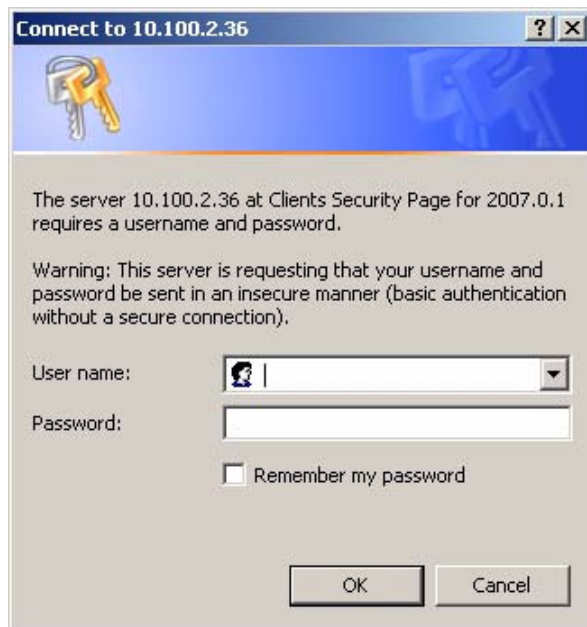 Connect to 10.100.2.36
The server 10.100.2.36 at Clients Security Page for 2007.0.1
requires a username and password.
Warning: This server is requesting that your username and
password be sent in an insecure manner (basic authentication
without a secure connection).
User name:
Password:
Remember my password
OK Cancel